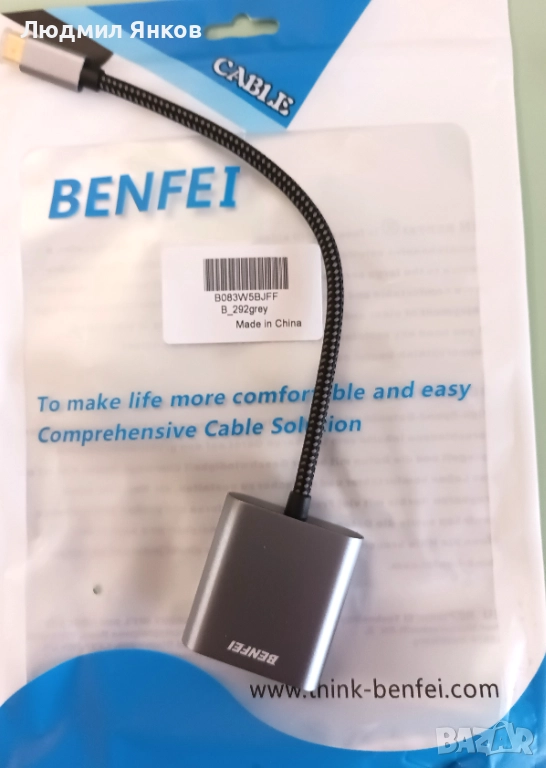 Людмил Янков
CABLE
BENFEI
B083W5BJFF
B_292grey
Made in China
To make life more comfortable and easy
Comprehensive Cable Solution
BENFEI
www.think-benfei.com
BAZAR